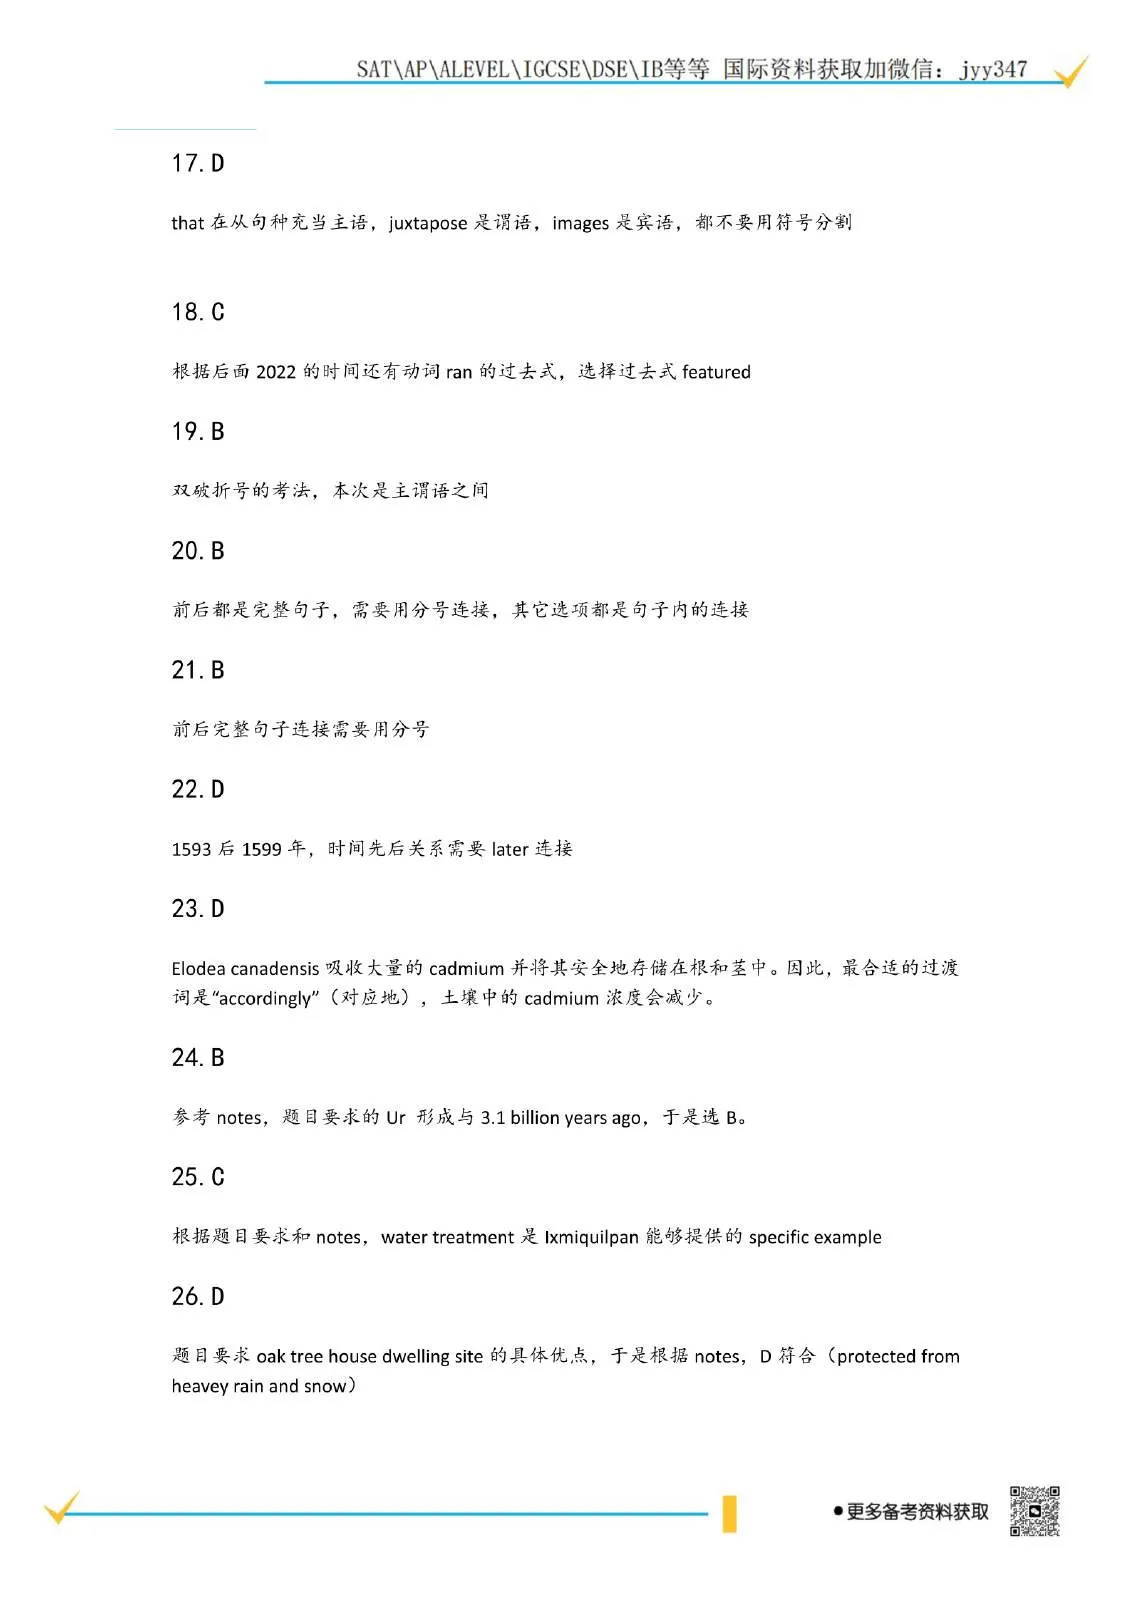 SAT\AP\ALEVEL\IGCSE\DSE\IB等等 国际资料获取加微信：jyy347
17. D
that 在从句种充当主语，juxtapose 是谓语，images 是宾语，都不要用符号分割
18. C
根据后面 2022 的时间还有动词 ran 的过去式，选择过去式 featured
19. B
双破折号的考法，本次是主谓语之间
20. B
前后都是完整句子，需要用分号连接，其它选项都是句子内的连接
21. B
前后完整句子连接需要用分号
22. D
1593 后 1599 年，时间先后关系需要 later 连接
23. D
Elodea canadensis 吸收大量的 cadmium 并将其安全地存储在根和茎中。因此，最合适的过渡
词是“accordingly”（对应地），土壤中的 cadmium 浓度会减少。
24. B
参考 notes，题目要求的 Ur 形成与 3.1 billion years ago，于是选 B。
25. C
根据题目要求和 notes，water treatment 是 Ixmiquilpan 能够提供的 specific example
26. D
题目要求 oak tree house dwelling site 的具体优点，于是根据 notes，D 符合（protected from
heavey rain and snow）
●更多备考资料获取